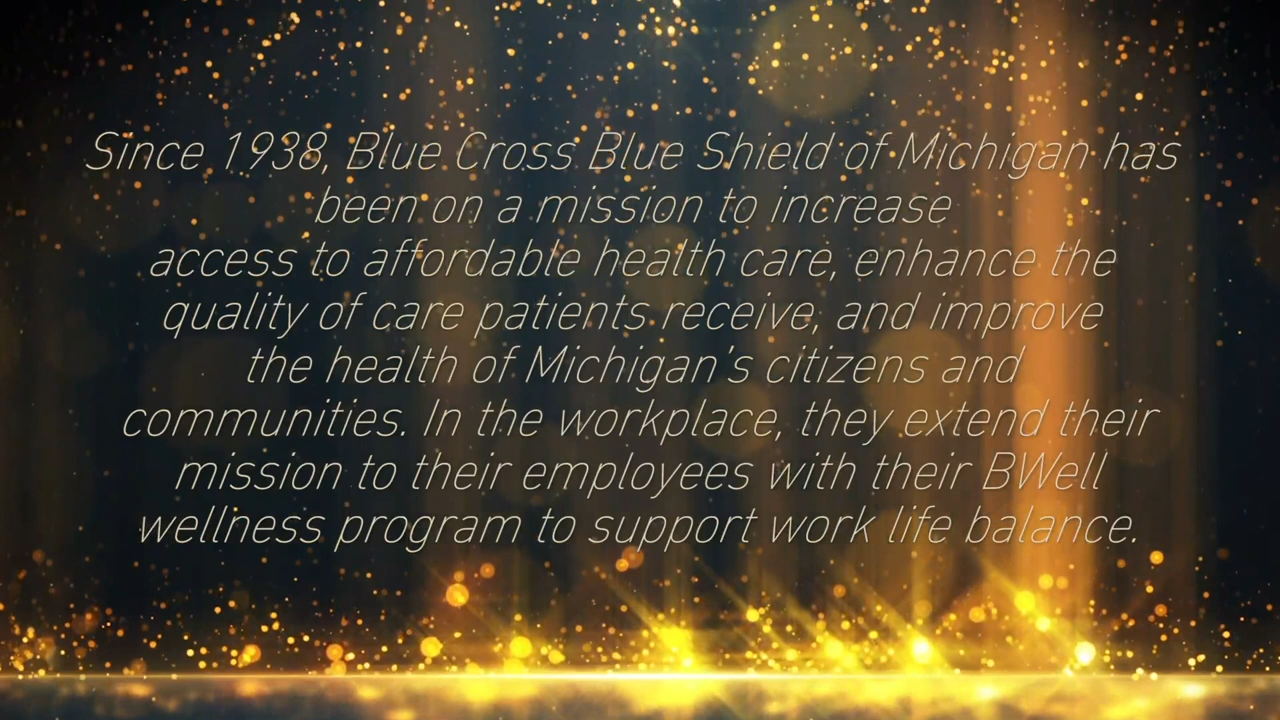 Since 1938, Blue Cross Blue Shield of Michigan has
been on a mission to increase
access to affordable health care, enhance the
quality of care patients receive, and improve
the health of Michigan's citizens and
communities. In the workplace, they extend their
mission to their employees with their BWell
wellness program to support work life balance.